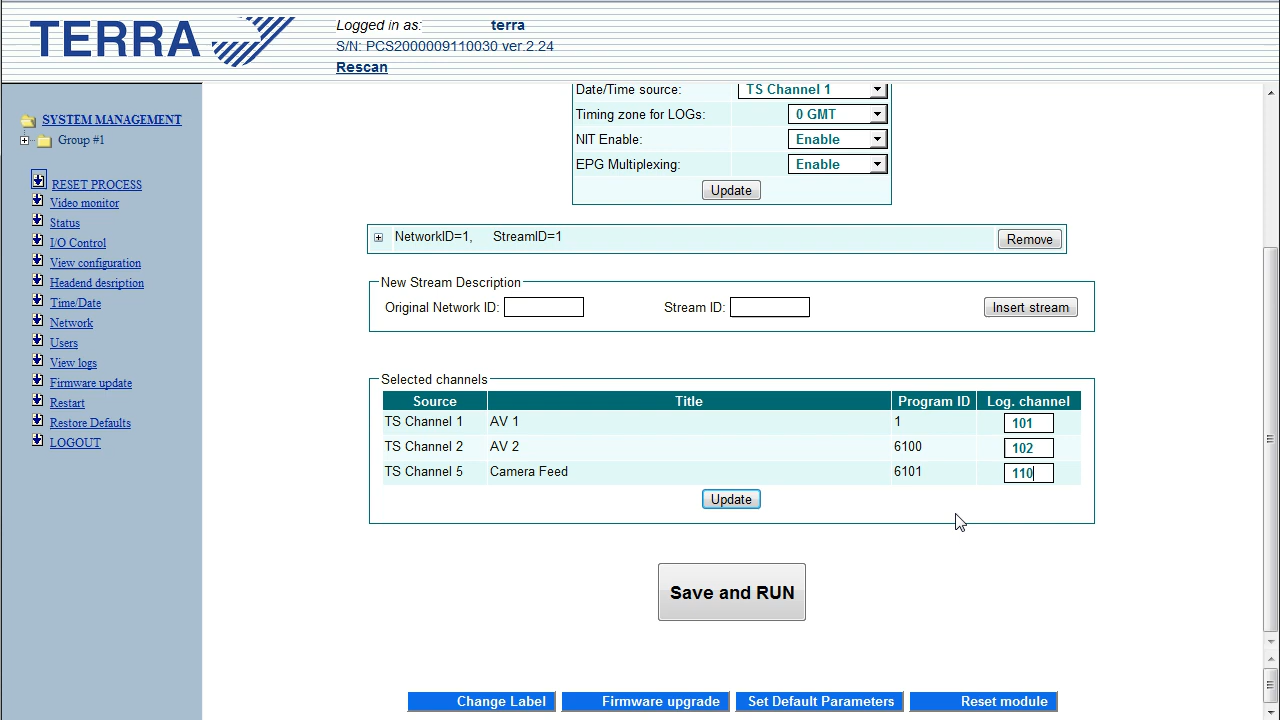 TERRA
Logged in as: terra
S/N: PCS2000009110030 ver.2.24
Rescan
SYSTEM MANAGEMENT
Group #1
RESET PROCESS
Video monitor
Status
I/O Control
View configuration
Headend desription
Time/Date
Network
Users
View logs
Firmware update
Restart
Restore Defaults
LOGOUT
Date/Time source: TS Channel 1
Timing zone for LOGs: 0 GMT
NIT Enable: Enable
EPG Multiplexing: Enable
Update
NetworkID=1, StreamID=1 Remove
New Stream Description
Original Network ID: Stream ID: Insert stream
Selected channels
Source Title Program ID Log. channel
TS Channel 1 AV 1 1 101
TS Channel 2 AV 2 6100 102
TS Channel 5 Camera Feed 6101 110
Update
Save and RUN
Change Label Firmware upgrade Set Default Parameters Reset module